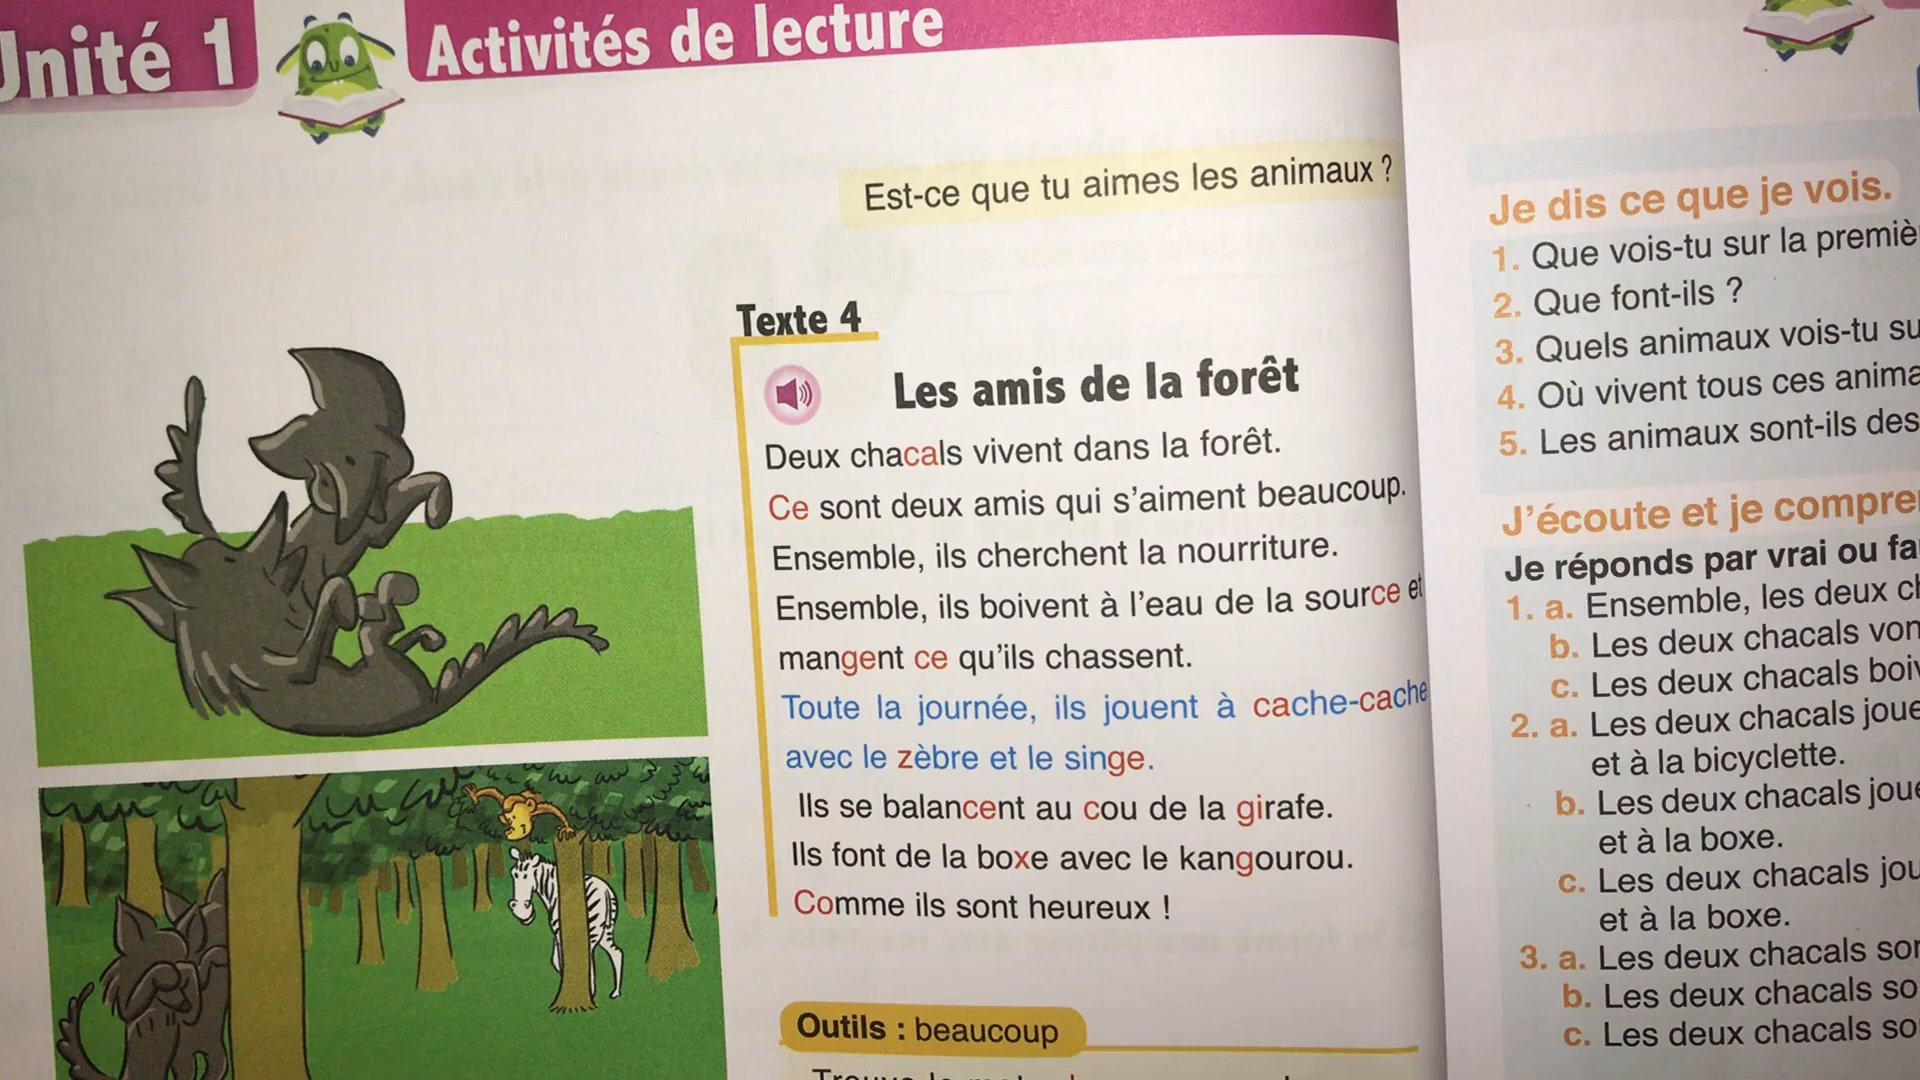 Unité 1
Activités de lecture
Est-ce que tu aimes les animaux ?
Texte 4
Les amis de la forêt
Deux chacals vivent dans la forêt.
Ce sont deux amis qui s'aiment beaucoup.
Ensemble, ils cherchent la nourriture.
Ensemble, ils boivent à l'eau de la source et
mangent ce qu'ils chassent.
Toute la journée, ils jouent à cache-cache
avec le zèbre et le singe.
Ils se balancent au cou de la girafe.
Ils font de la boxe avec le kangourou.
Comme ils sont heureux !
Outils : beaucoup
Je dis ce que je vois.
1. Que vois-tu sur la premiè
2. Que font-ils ?
3. Quels animaux vois-tu su
4. Où vivent tous ces anima
5. Les animaux sont-ils des
J'écoute et je compre
Je réponds par vrai ou fa
1. a. Ensemble, les deux ch
b. Les deux chacals von
c. Les deux chacals boiv
2. a. Les deux chacals joue
et à la bicyclette.
b. Les deux chacals joue
et à la boxe.
c. Les deux chacals jou
et à la boxe.
3. a. Les deux chacals son
b. Les deux chacals so
c. Les deux chacals so